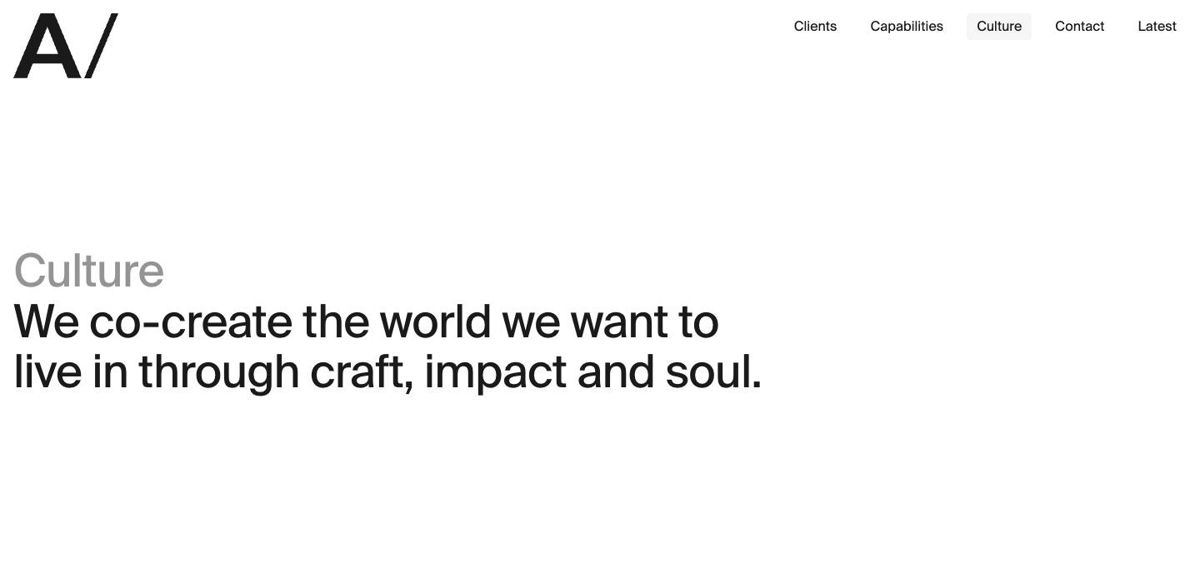 A/
Clients
Capabilities
Culture
Contact
Latest
Culture
We co-create the world we want to
live in through craft, impact and soul.